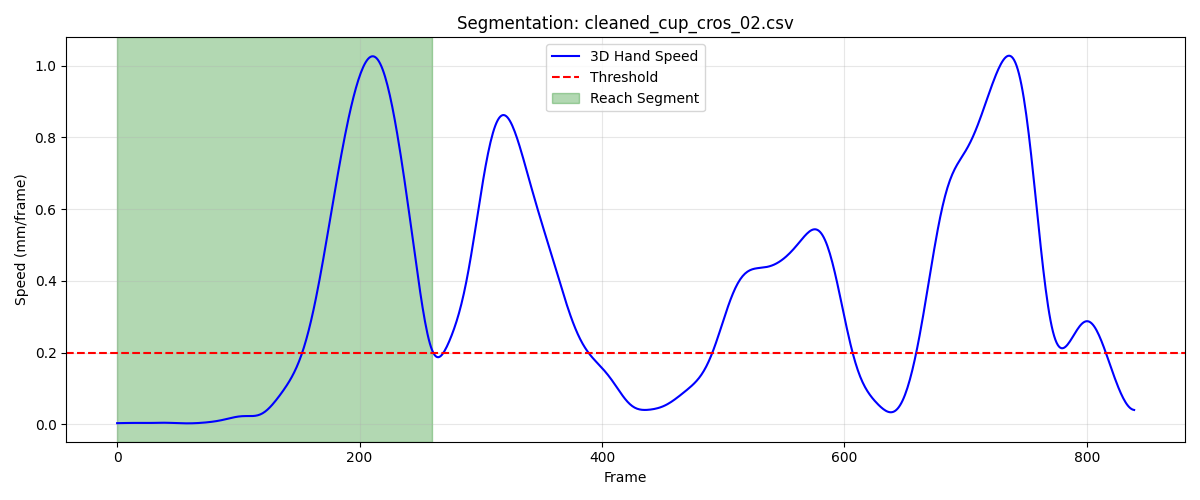 Segmentation: cleaned_cup_cros_02.csv
3D Hand Speed
Threshold
Reach Segment
Speed (mm/frame)
1.0
0.8
0.6
0.4
0.2
0.0
0 200 400 600 800
Frame